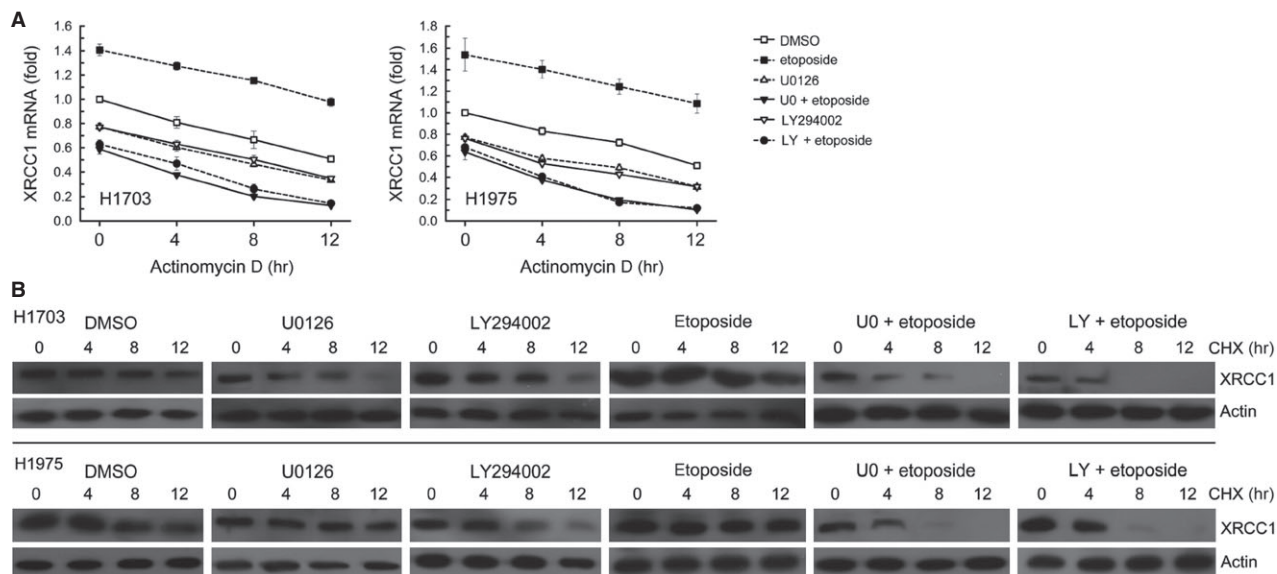 A
XRCC1 mRNA (fold)
1.6
1.4
1.2
1.0
0.8
0.6
0.4
0.2
0.0
H1703
0 4 8 12
Actinomycin D (hr)
XRCC1 mRNA (fold)
1.8
1.6
1.4
1.2
1.0
0.8
0.6
0.4
0.2
0.0
H1975
0 4 8 12
Actinomycin D (hr)
DMSO
etoposide
U0126
U0 + etoposide
LY294002
LY + etoposide
B
H1703
DMSO U0126 LY294002 Etoposide U0 + etoposide LY + etoposide
0 4 8 12 0 4 8 12 0 4 8 12 0 4 8 12 0 4 8 12 0 4 8 12 CHX (hr)
XRCC1
Actin
H1975
DMSO U0126 LY294002 Etoposide U0 + etoposide LY + etoposide
0 4 8 12 0 4 8 12 0 4 8 12 0 4 8 12 0 4 8 12 0 4 8 12 CHX (hr)
XRCC1
Actin